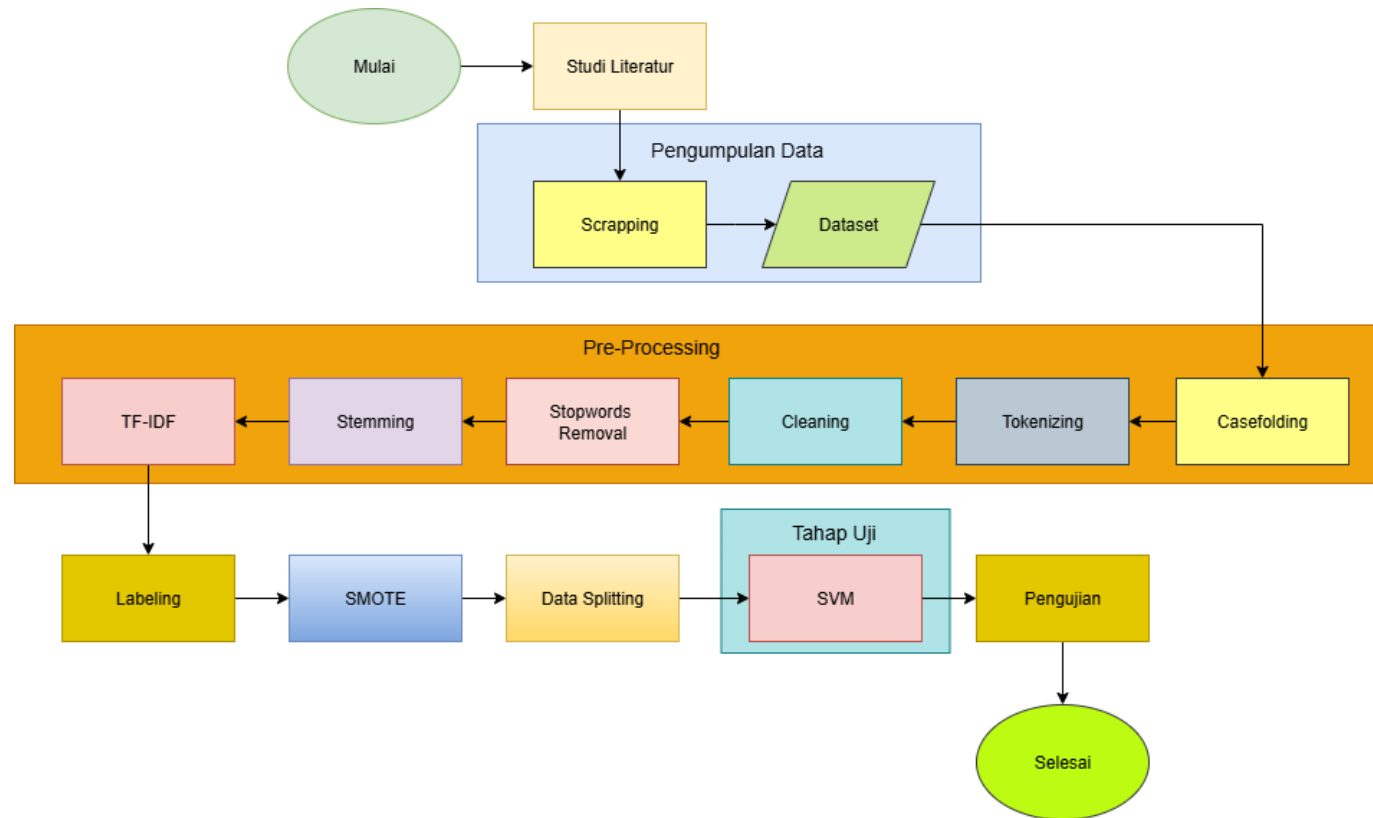 Mulai
Studi Literatur
Pengumpulan Data
Scrapping
Dataset
Pre-Processing
TF-IDF
Stemming
Stopwords
Removal
Cleaning
Tokenizing
Casefolding
Labeling
SMOTE
Data Splitting
Tahap Uji
SVM
Pengujian
Selesai